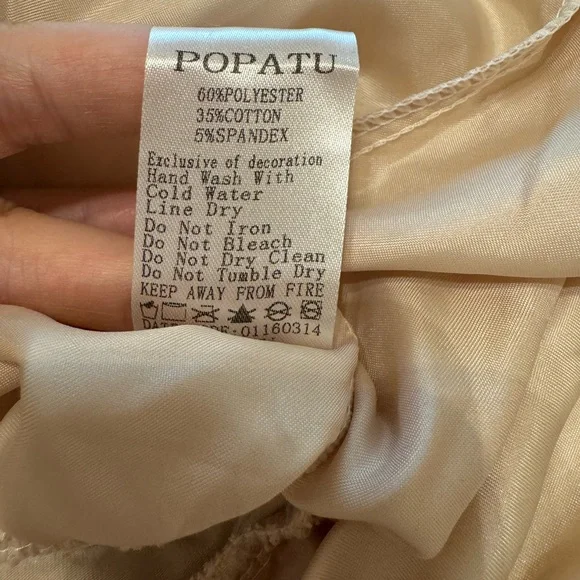 POPATU
60%POLYESTER
35%COTTON
5%SPANDEX
Exclusive of decoration
Hand Wash With
Cold Water
Line Dry
Do Not Iron
Do Not Bleach
Do Not Dry Clean
Do Not Tumble Dry
KEEP AWAY FROM FIRE
:01160314